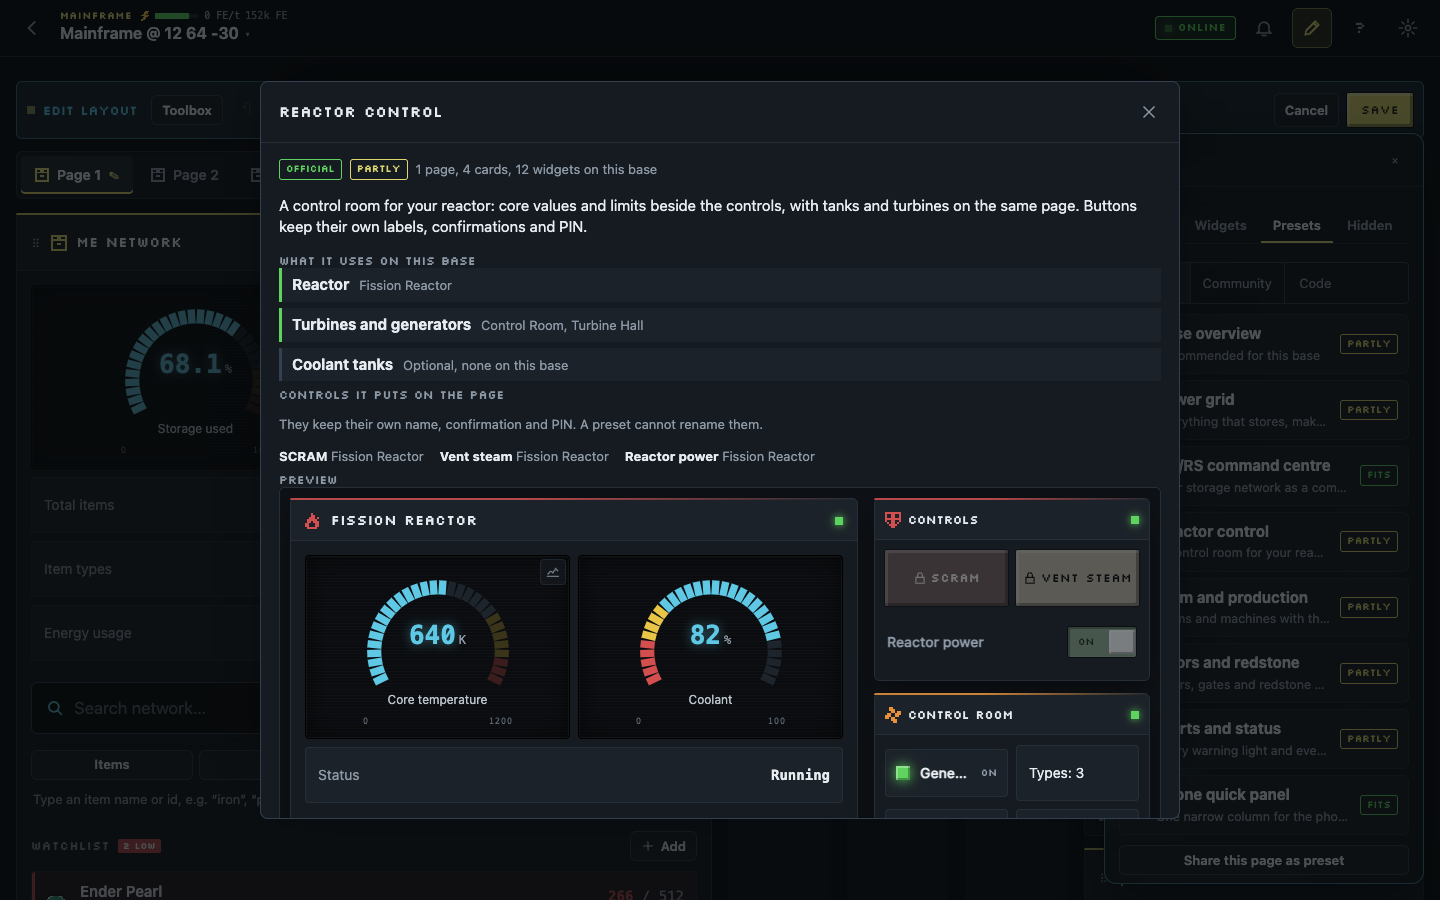 MAINFRAME 0 FE/t 152k FE
Mainframe @ 12 64 -30
ONLINE
?
EDIT LAYOUT Toolbox
Cancel SAVE
Page 1 Page 2
ME NETWORK
68.1 %
Storage used
0
Total items
Item types
Energy usage
Search network...
Items
Type an item name or id, e.g. "iron", "p
WATCHLIST 2 LOW
+ Add
Ender Pearl
266 / 512
REACTOR CONTROL
OFFICIAL PARTLY 1 page, 4 cards, 12 widgets on this base
A control room for your reactor: core values and limits beside the controls, with tanks and turbines on the same page. Buttons
keep their own labels, confirmations and PIN.
WHAT IT USES ON THIS BASE
Reactor Fission Reactor
Turbines and generators Control Room, Turbine Hall
Coolant tanks Optional, none on this base
CONTROLS IT PUTS ON THE PAGE
They keep their own name, confirmation and PIN. A preset cannot rename them.
SCRAM Fission Reactor Vent steam Fission Reactor Reactor power Fission Reactor
PREVIEW
FISSION REACTOR
640 K
Core temperature
0 1200
82 %
Coolant
0 100
Status Running
CONTROLS
SCRAM VENT STEAM
Reactor power ON
CONTROL ROOM
Gene... ON Types: 3
Widgets Presets Hidden
Community Code
se overview
ommended for this base
PARTLY
wer grid
rything that stores, mak...
PARTLY
/RS command centre
r storage network as a com...
FITS
actor control
ontrol room for your rea...
PARTLY
m and production
ms and machines with th...
PARTLY
ors and redstone
rs, gates and redstone ...
PARTLY
rts and status
ry warning light and eve...
PARTLY
one quick panel
One narrow column for the pho...
FITS
Share this page as preset